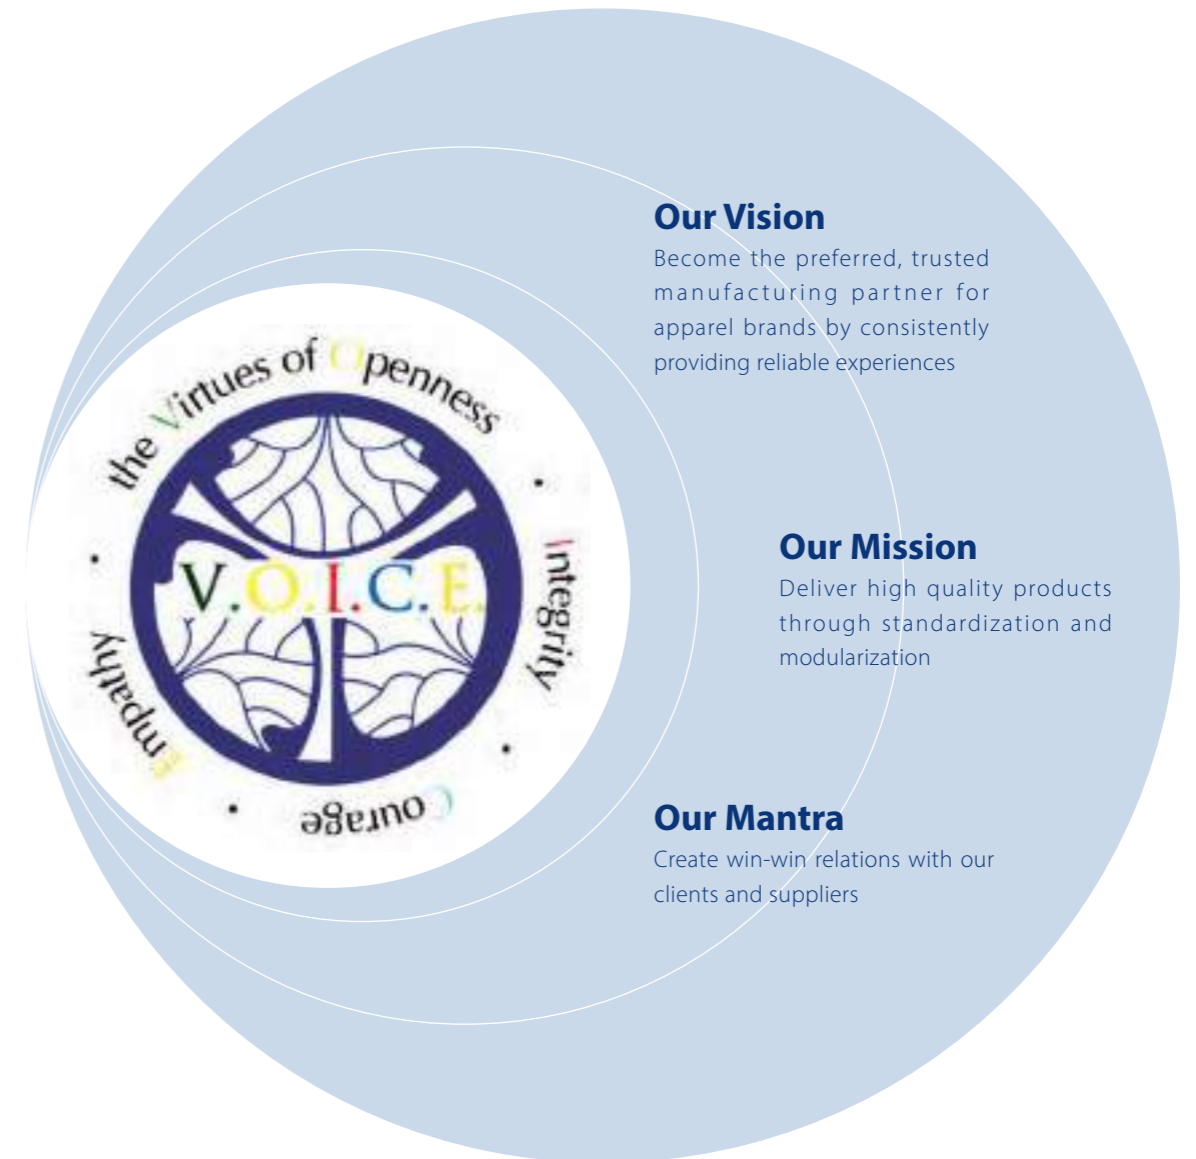 the Virtues of Openness
Integrity
Courage
Empathy
V.O.I.C.E.
Our Vision
Become the preferred, trusted
manufacturing partner for
apparel brands by consistently
providing reliable experiences
Our Mission
Deliver high quality products
through standardization and
modularization
Our Mantra
Create win-win relations with our
clients and suppliers